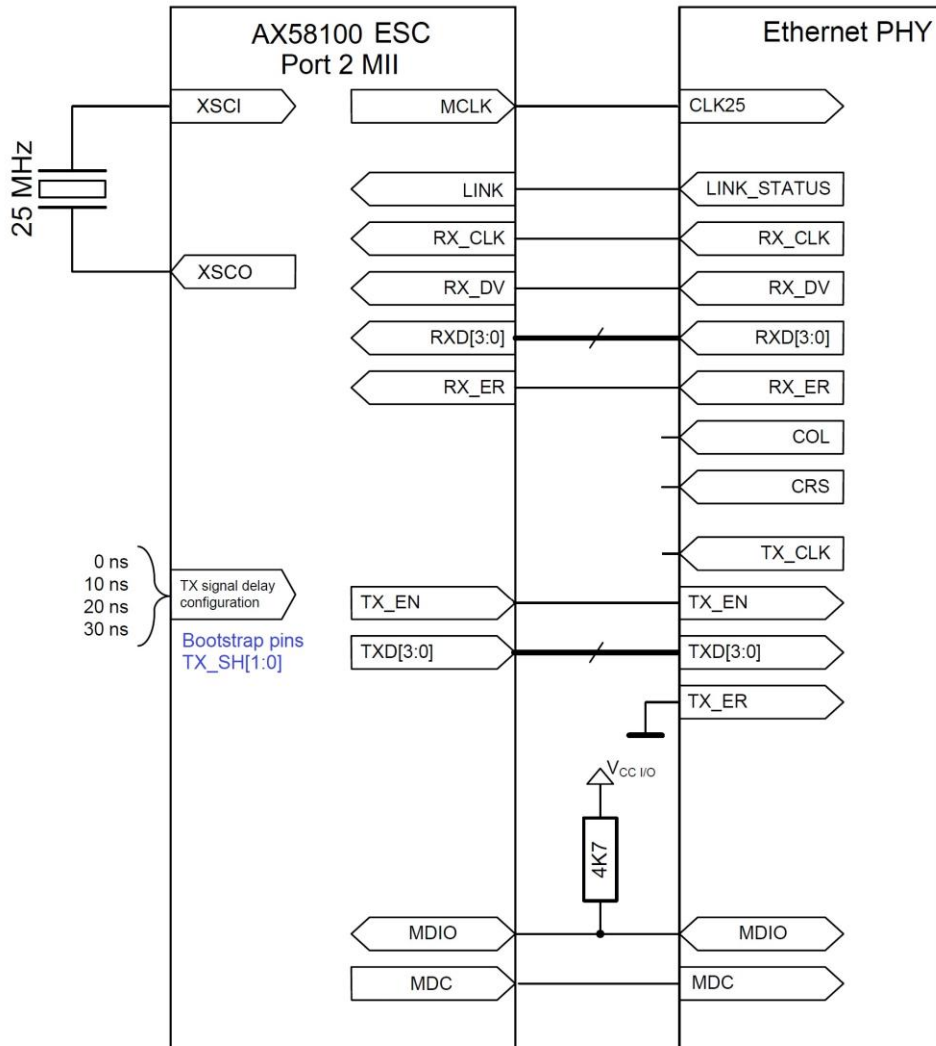 AX58100 ESC
Port 2 MII
Ethernet PHY
XSCI
MCLK
CLK25
25 MHz
LINK
LINK_STATUS
RX_CLK
RX_CLK
XSCO
RX_DV
RX_DV
RXD[3:0]
RXD[3:0]
RX_ER
RX_ER
COL
CRS
TX_CLK
0 ns
10 ns
20 ns
30 ns
TX signal delay
configuration
Bootstrap pins
TX_SH[1:0]
TX_EN
TX_EN
TXD[3:0]
TXD[3:0]
TX_ER
VCC I/O
4K7
MDIO
MDIO
MDC
MDC